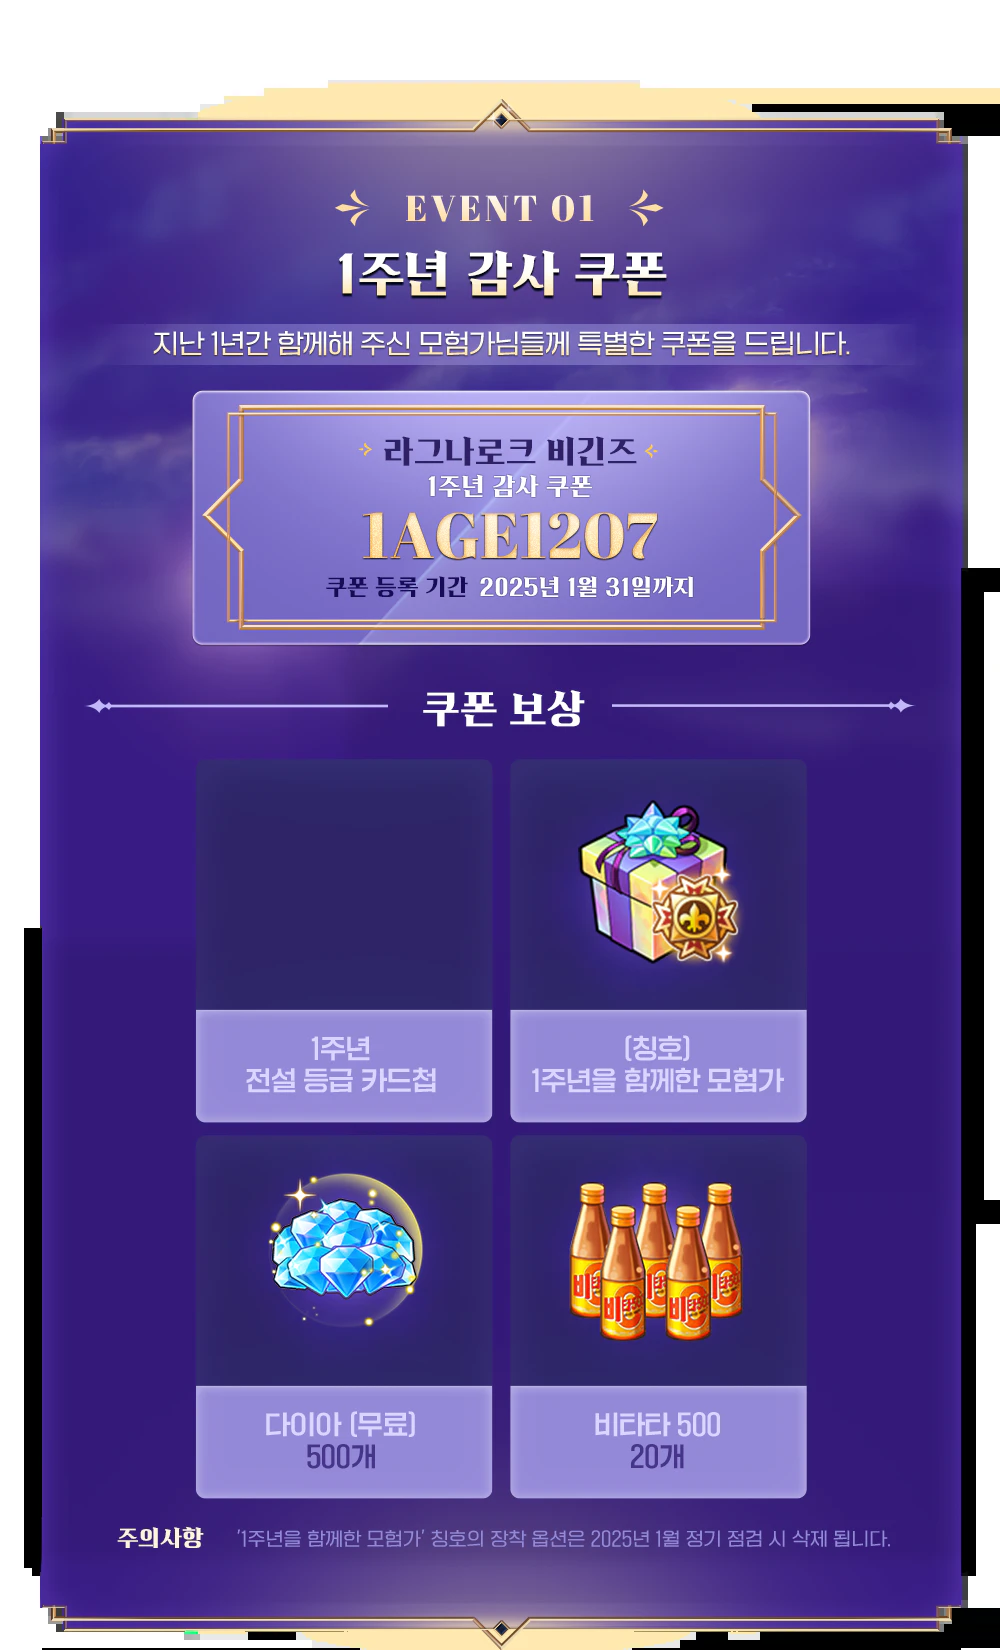 EVENT 01
1주년 감사 쿠폰
지난 1년간 함께해 주신 모험가님들께 특별한 쿠폰을 드립니다.
라그나로크 비긴즈
1주년 감사 쿠폰
1AGE1207
쿠폰 등록 기간 2025년 1월 31일까지
쿠폰 보상
1주년
전설 등급 카드첩
(칭호)
1주년을 함께한 모험가
다이아 (무료)
500개
비타타 500
20개
주의사항 '1주년을 함께한 모험가' 칭호의 장착 옵션은 2025년 1월 정기 점검 시 삭제 됩니다.